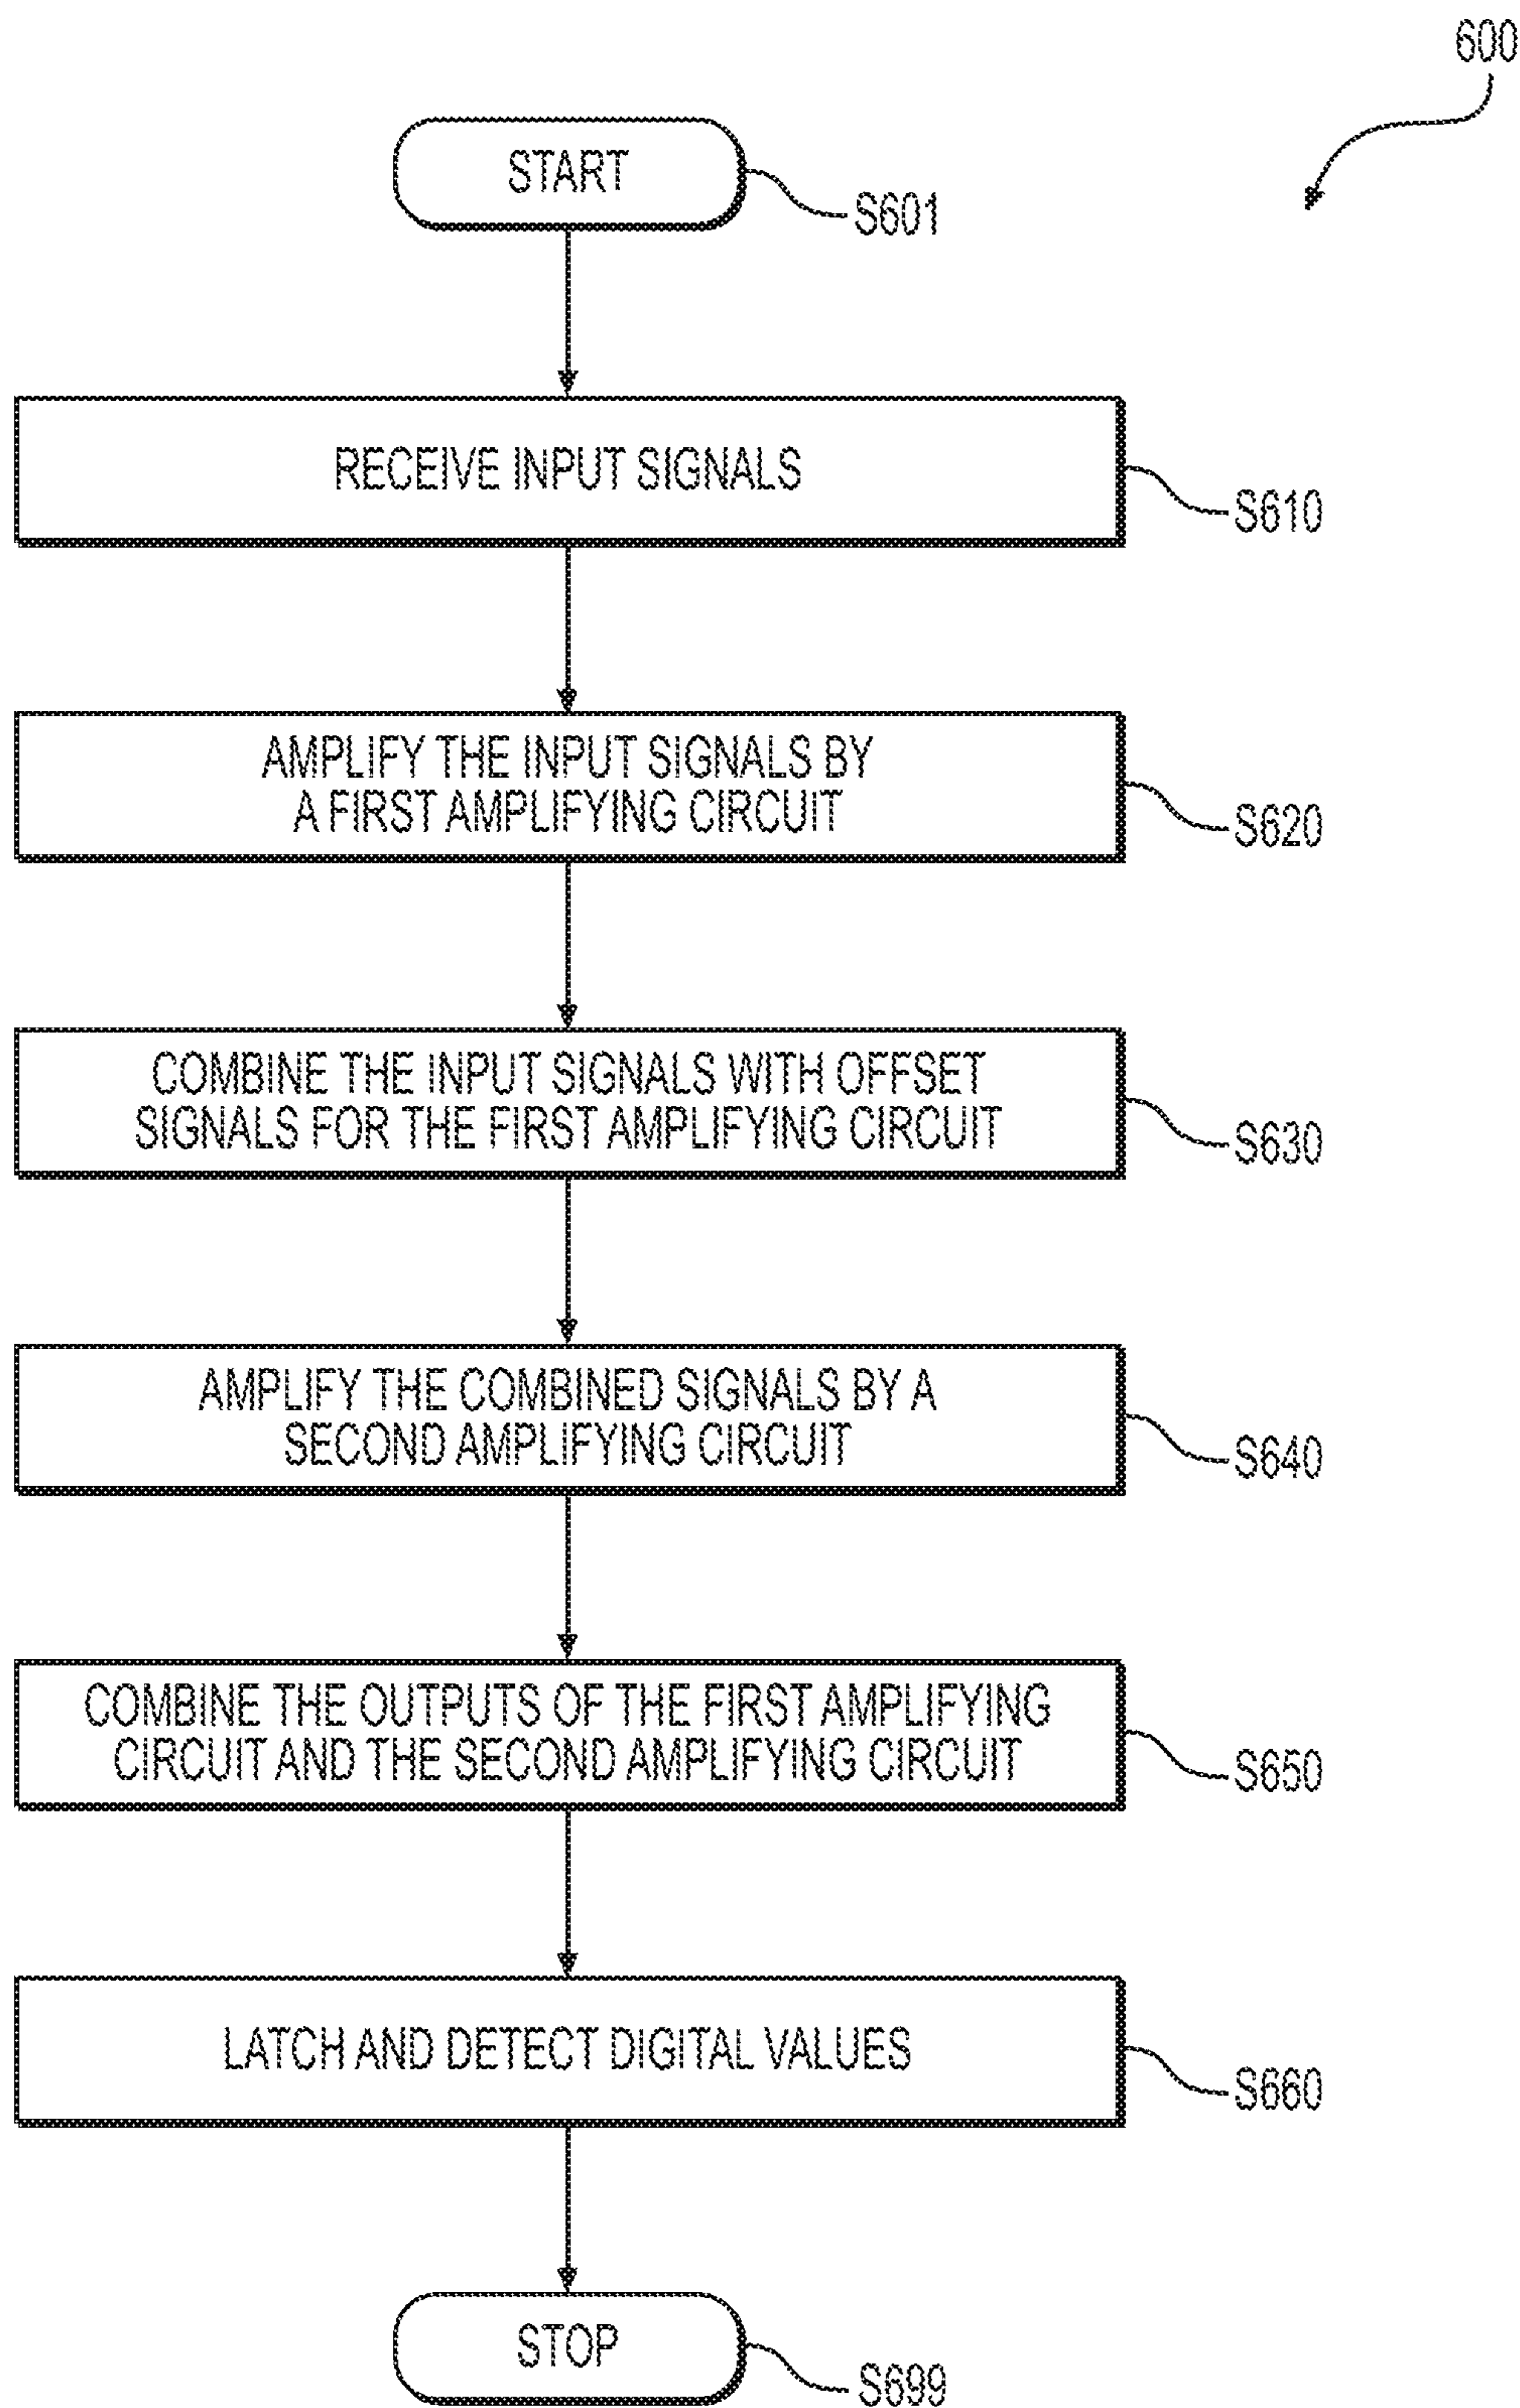 600
START
S601
RECEIVE INPUT SIGNALS
S610
AMPLIFY THE INPUT SIGNALS BY
A FIRST AMPLIFYING CIRCUIT
S620
COMBINE THE INPUT SIGNALS WITH OFFSET
SIGNALS FOR THE FIRST AMPLIFYING CIRCUIT
S630
AMPLIFY THE COMBINED SIGNALS BY A
SECOND AMPLIFYING CIRCUIT
S640
COMBINE THE OUTPUTS OF THE FIRST AMPLIFYING
CIRCUIT AND THE SECOND AMPLIFYING CIRCUIT
S650
LATCH AND DETECT DIGITAL VALUES
S660
STOP
S699